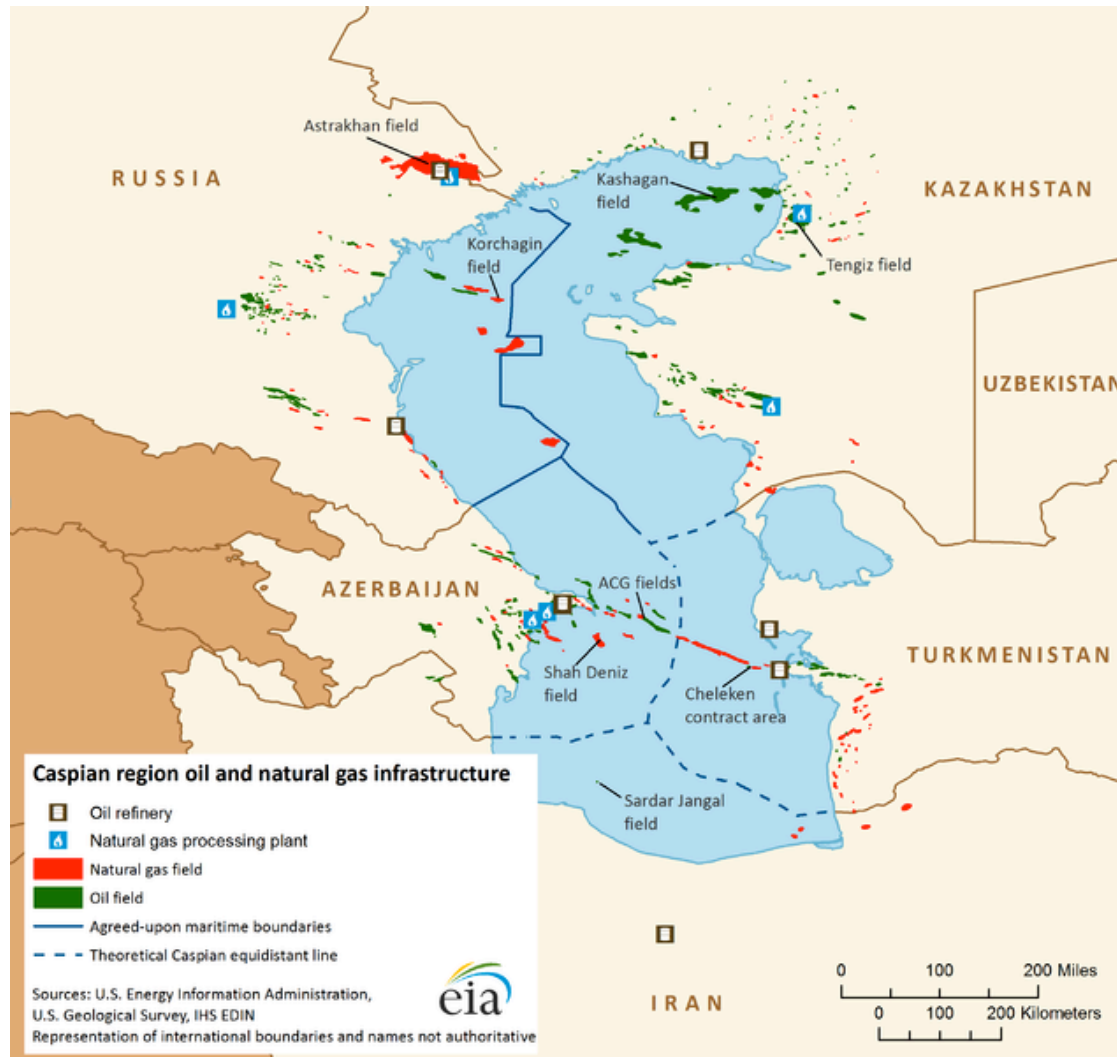 Astrakhan field
RUSSIA
Kashagan
field
KAZAKHSTAN
Korchagin
field
Tengiz field
UZBEKISTAN
AZERBAIJAN
ACG fields
Shah Deniz
field
Cheleken
contract area
TURKMENISTAN
Sardar Jangal
field
IRAN
Caspian region oil and natural gas infrastructure
Oil refinery
Natural gas processing plant
Natural gas field
Oil field
Agreed-upon maritime boundaries
Theoretical Caspian equidistant line
Sources: U.S. Energy Information Administration,
U.S. Geological Survey, IHS EDIN
Representation of international boundaries and names not authoritative
eia
0 100 200 Miles
0 100 200 Kilometers